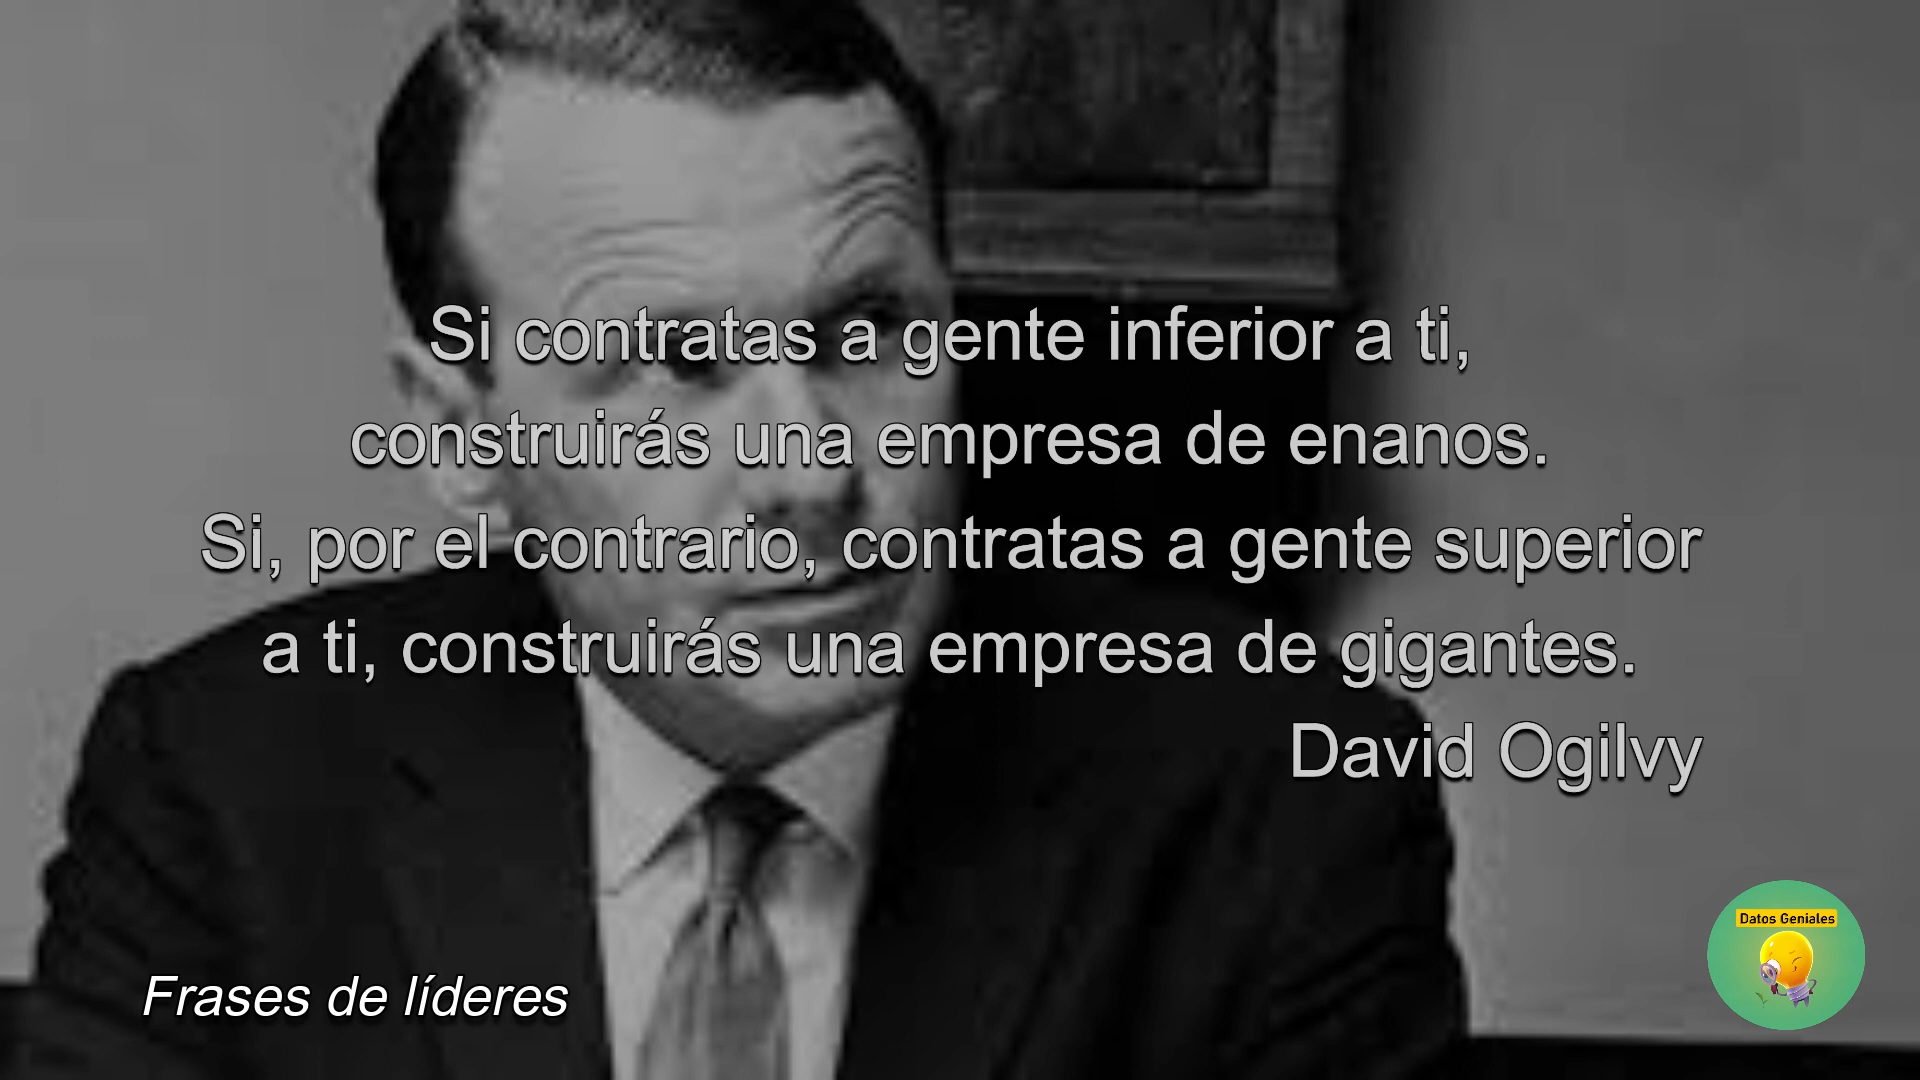 Si contratas a gente inferior a ti,
construirás una empresa de enanos.
Si, por el contrario, contratas a gente superior
a ti, construirás una empresa de gigantes.
David Ogilvy
Frases de líderes
Datos Geniales